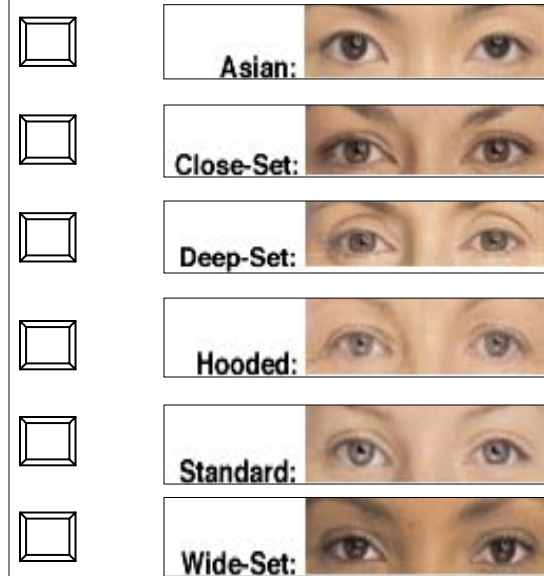 Asian:
Close-Set:
Deep-Set:
Hooded:
Standard:
Wide-Set: